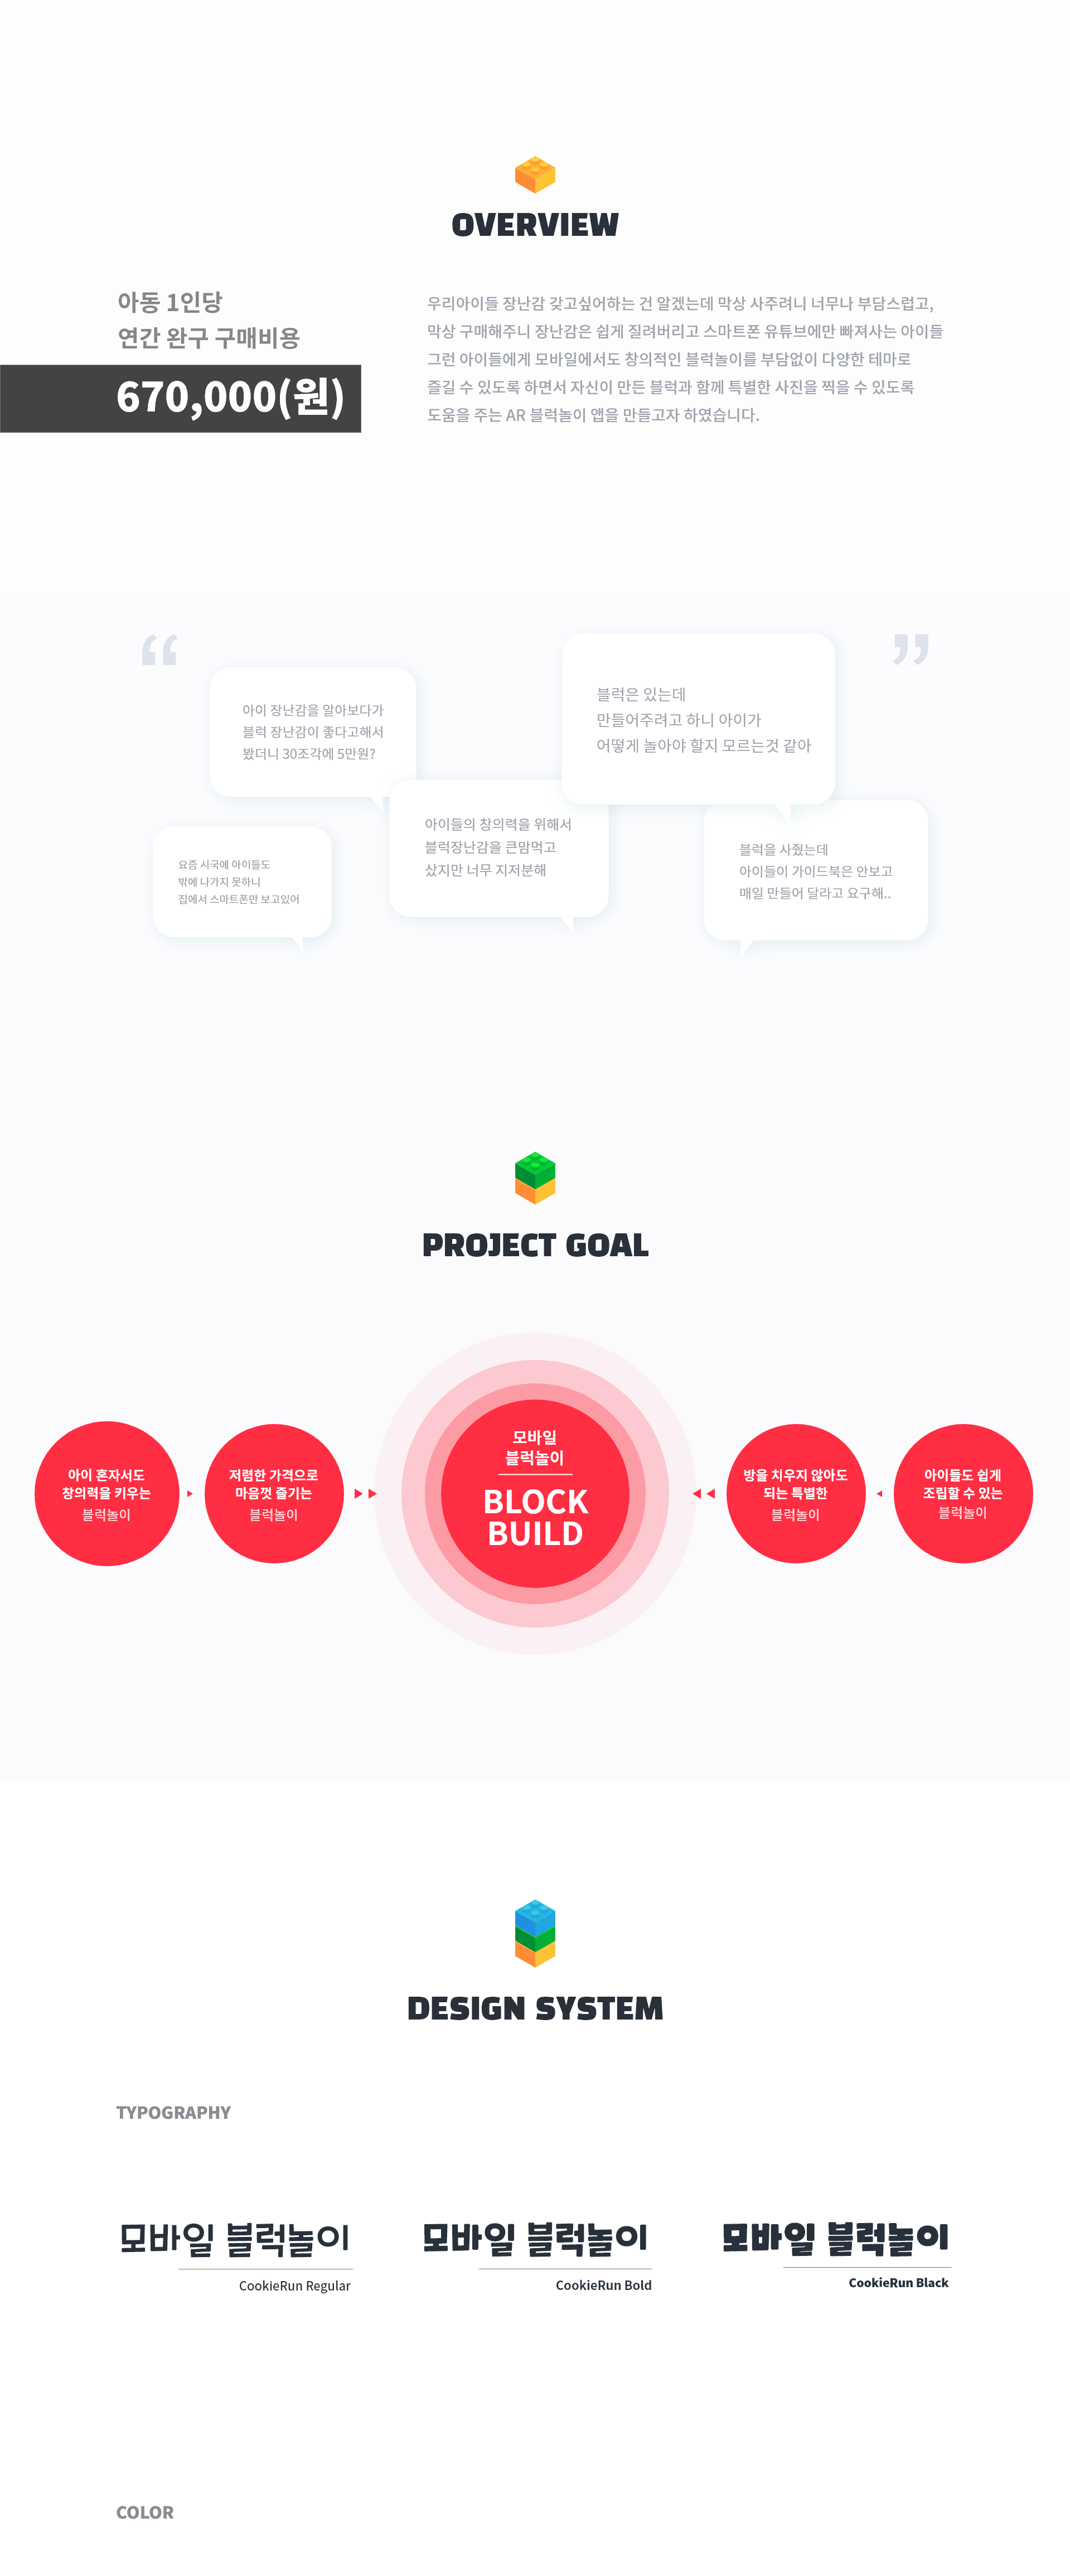 OVERVIEW
아동 1인당
연간 완구 구매비용
670,000(원)
우리아이들 장난감 갖고싶어하는 건 알겠는데 막상 사주려니 너무나 부담스럽고,
막상 구매해주니 장난감은 쉽게 질려버리고 스마트폰 유튜브에만 빠져사는 아이들
그런 아이들에게 모바일에서도 창의적인 블럭놀이를 부담없이 다양한 테마로
즐길 수 있도록 하면서 자신이 만든 블럭과 함께 특별한 사진을 찍을 수 있도록
도움을 주는 AR 블럭놀이 앱을 만들고자 하였습니다.
“
”
아이 장난감을 알아보다가
블럭 장난감이 좋다고해서
봤더니 30조각에 5만원?
블럭은 있는데
만들어주려고 하니 아이가
어떻게 놀아야 할지 모르는것 같아
아이들의 창의력을 위해서
블럭장난감을 큰맘먹고
샀지만 너무 지저분해
요즘 시국에 아이들도
밖에 나가지 못하니
집에서 스마트폰만 보고있어
블럭을 사줬는데
아이들이 가이드북은 안보고
매일 만들어 달라고 요구해..
PROJECT GOAL
아이 혼자서도
창의력을 키우는
블럭놀이
저렴한 가격으로
마음껏 즐기는
블럭놀이
모바일
블럭놀이
BLOCK
BUILD
방을 치우지 않아도
되는 특별한
블럭놀이
아이들도 쉽게
조립할 수 있는
블럭놀이
DESIGN SYSTEM
TYPOGRAPHY
모바일 블럭놀이
CookieRun Regular
모바일 블럭놀이
CookieRun Bold
모바일 블럭놀이
CookieRun Black
COLOR